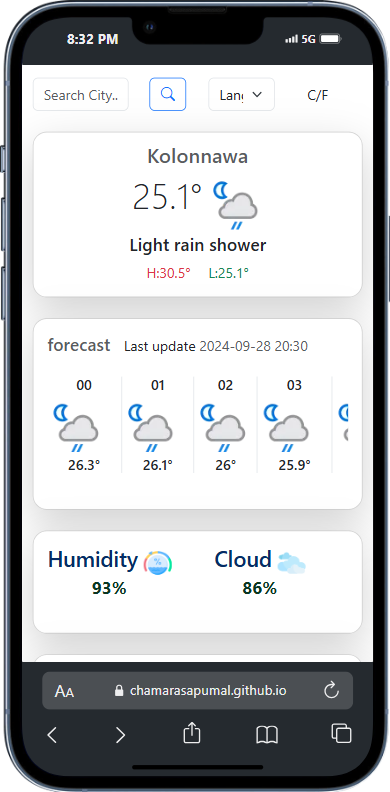 8:32 PM 5G
Search City.. Lang C/F
Kolonnawa
25.1°
Light rain shower
H:30.5° L:25.1°
forecast Last update 2024-09-28 20:30
00 01 02 03
26.3° 26.1° 26° 25.9°
Humidity % Cloud
93% 86%
AA chamarasapumal.github.io